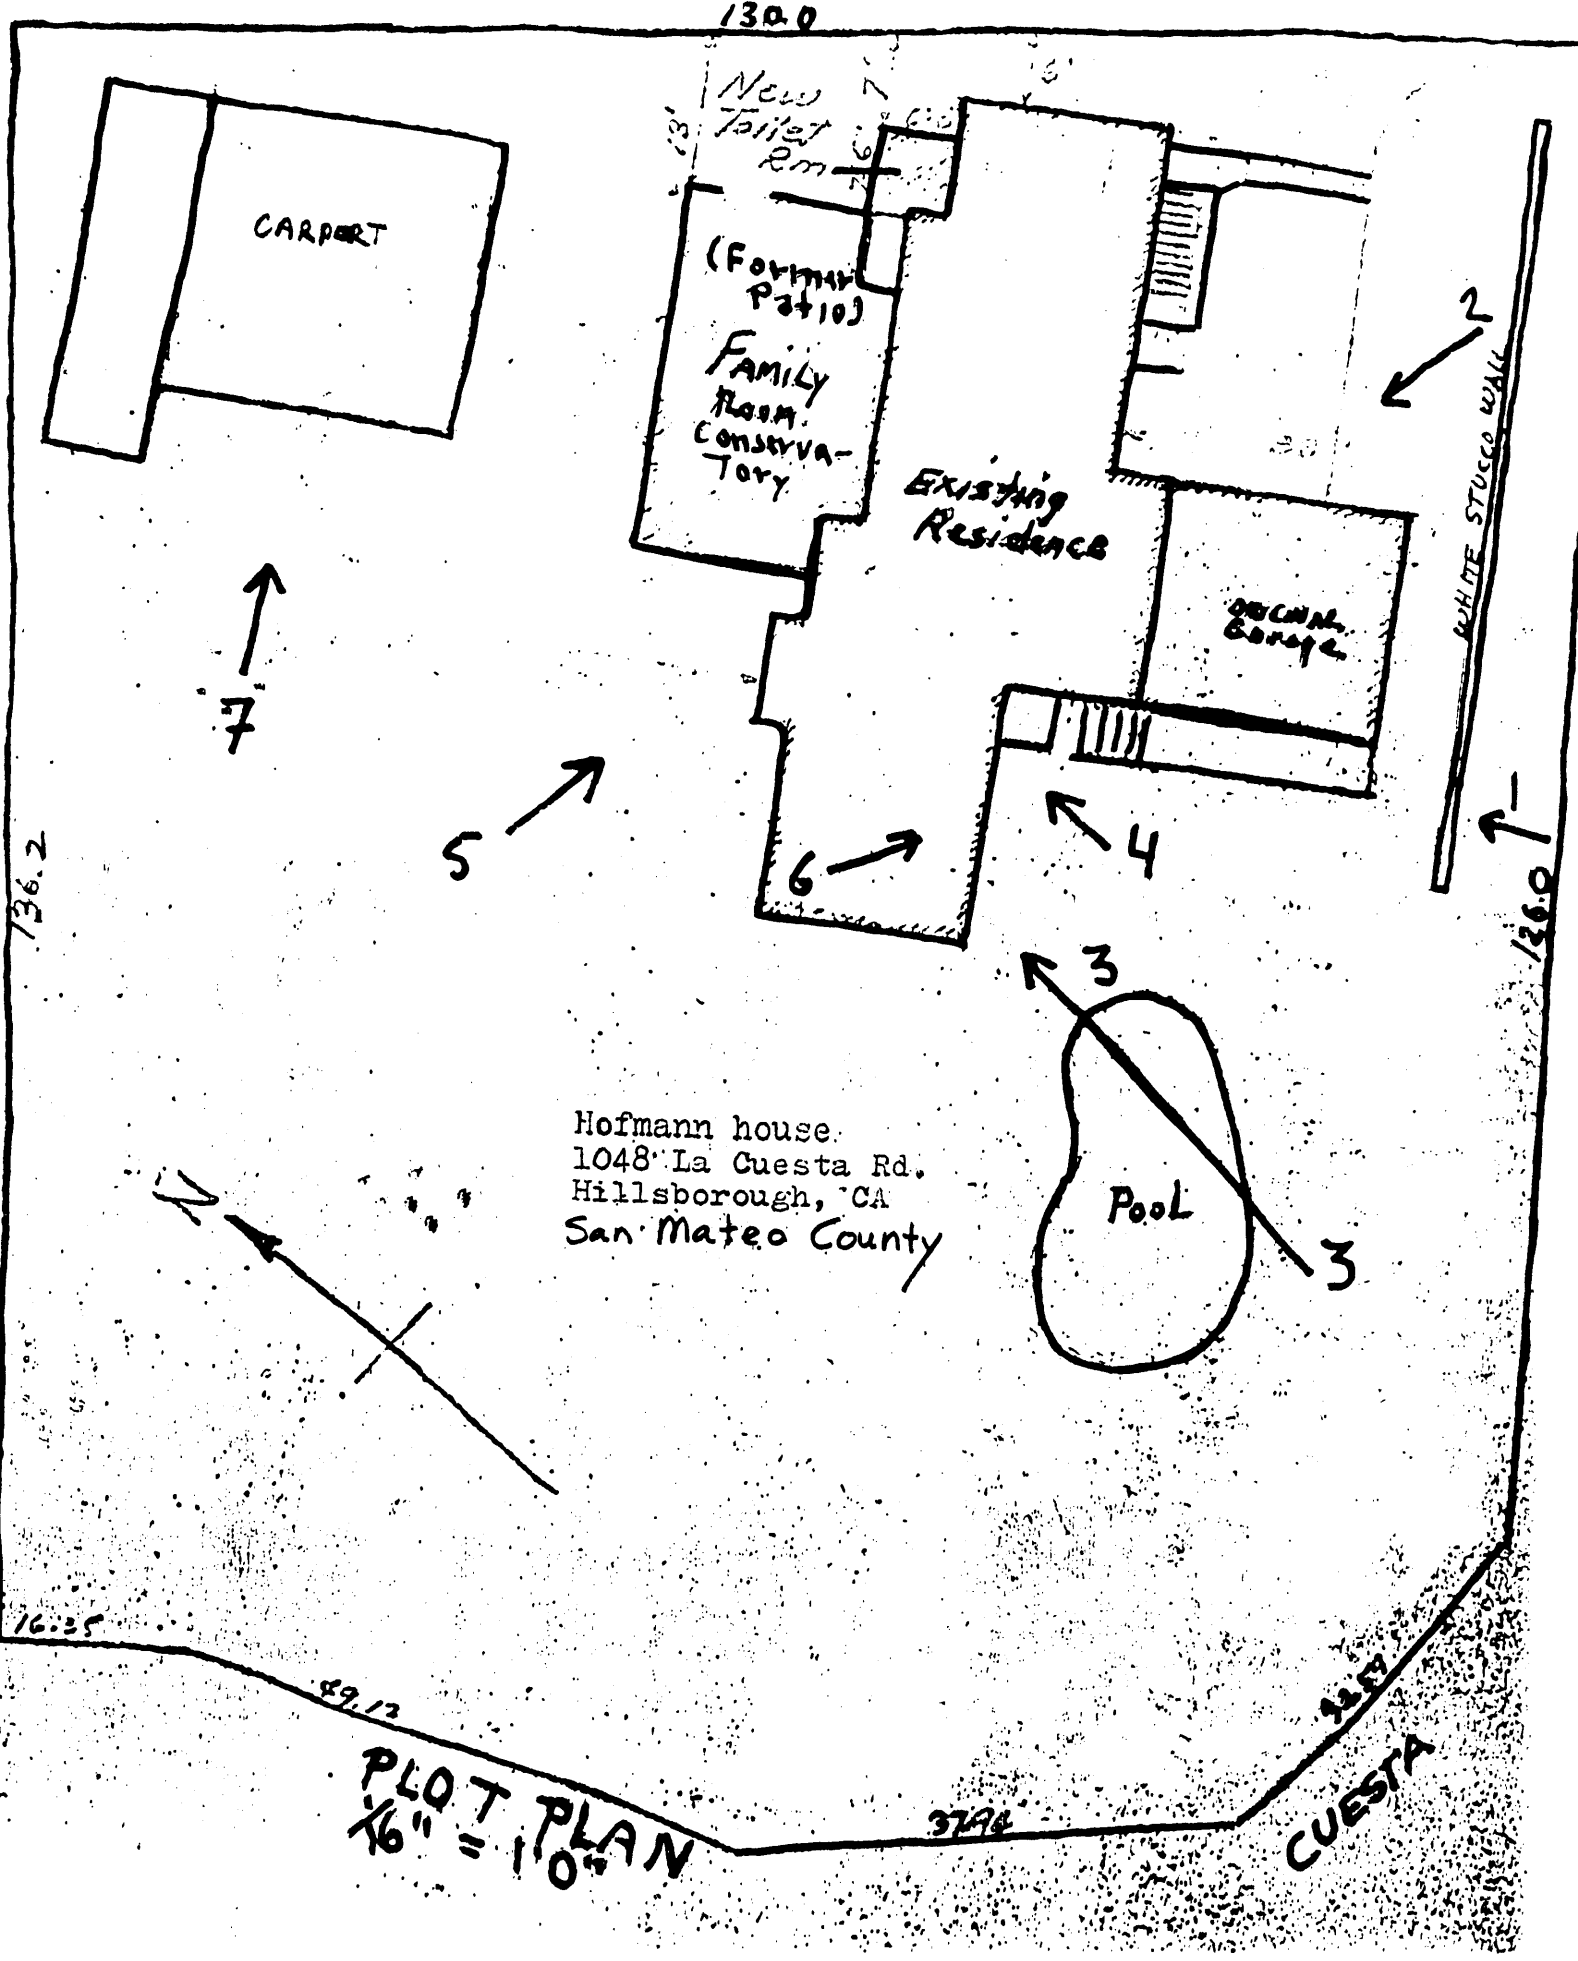 130.0
New
Toilet
Rm
6'
CARPORT
(Former
Patio)
Family
Room.
Conserva-
Tory
Existing
Residence
ORIGINAL
Garage
WHITE STUCCO WALL
2
7
5
6
4
1
3
136.2
126.0
Hofmann house
1048 La Cuesta Rd.
Hillsborough, CA
San Mateo County
N
POOL
3
16.25
49.12
PLOT PLAN
1/16" = 1'0"
CUESTA